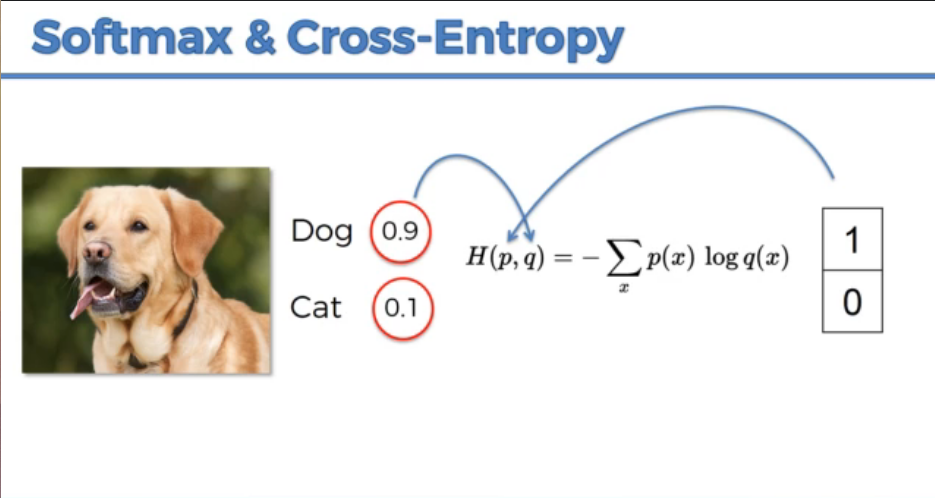 Softmax & Cross-Entropy
Dog 0.9
H(p, q) = − ∑ₓ p(x) log q(x)
1
Cat 0.1
0